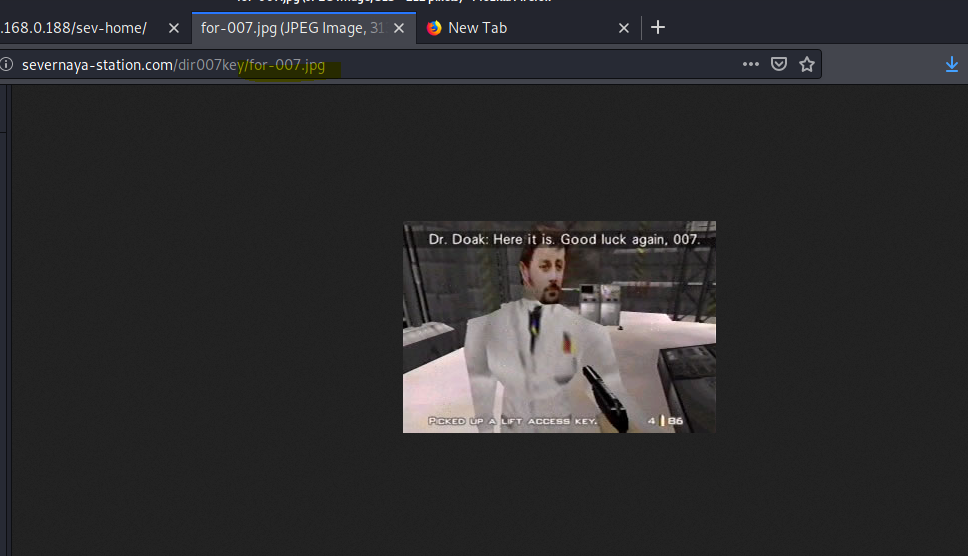 .168.0.188/sev-home/
for-007.jpg (JPEG Image, 31
New Tab
severnaya-station.com/dir007key/for-007.jpg
Dr. Doak: Here it is. Good luck again, 007.
PICKED UP A LIFT ACCESS KEY.
4 86